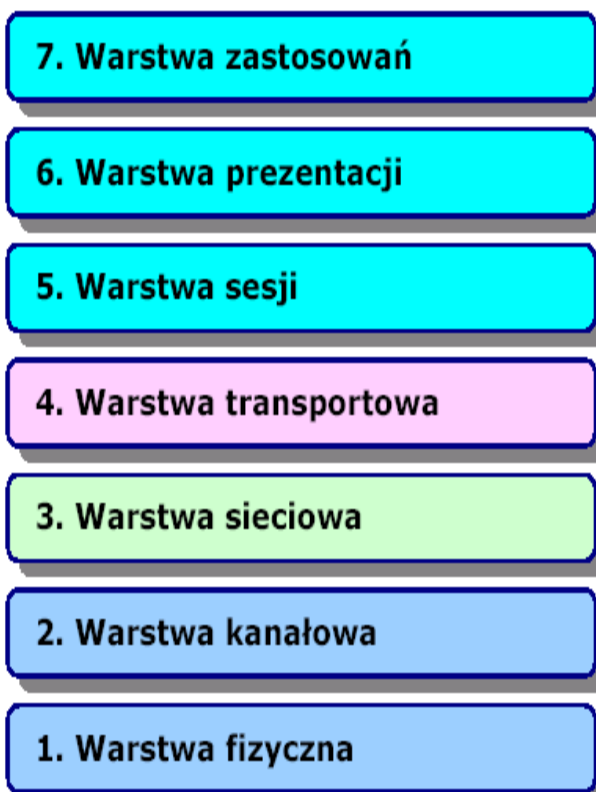 7. Warstwa zastosowań
6. Warstwa prezentacji
5. Warstwa sesji
4. Warstwa transportowa
3. Warstwa sieciowa
2. Warstwa kanałowa
1. Warstwa fizyczna